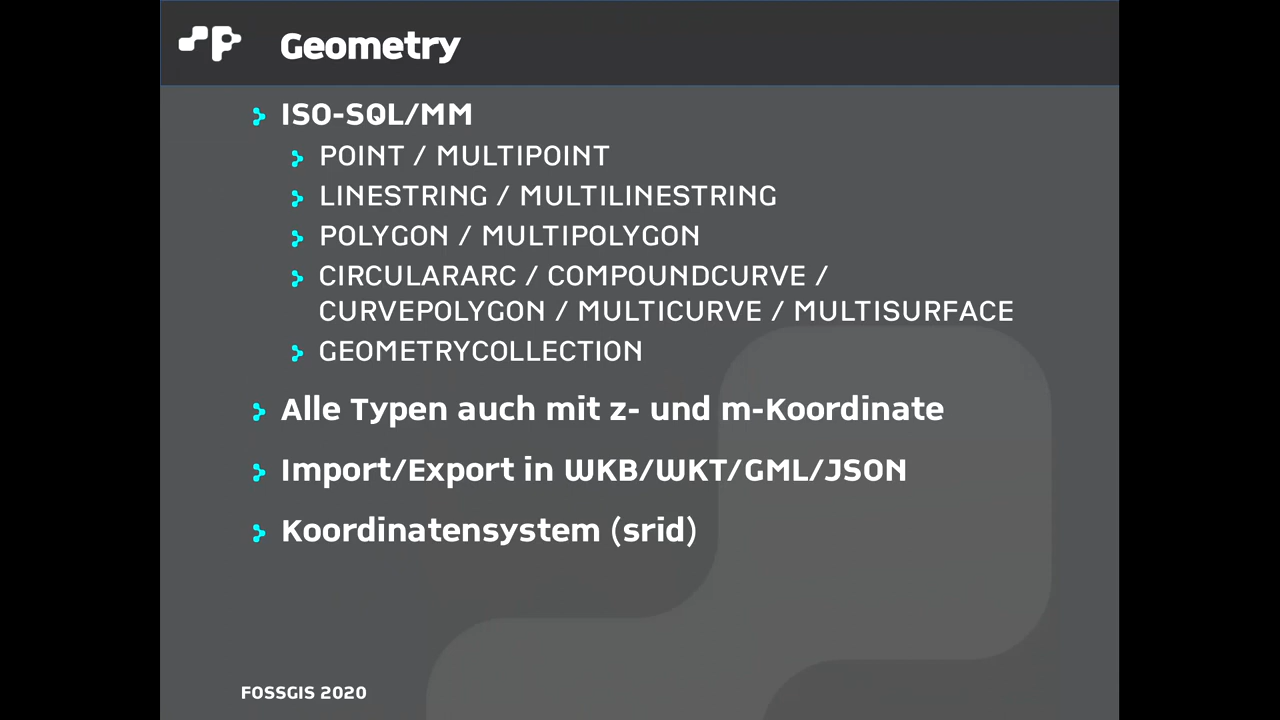 Geometry
ISO-SQL/MM
POINT / MULTIPOINT
LINESTRING / MULTILINESTRING
POLYGON / MULTIPOLYGON
CIRCULARARC / COMPOUNDCURVE /
CURVEPOLYGON / MULTICURVE / MULTISURFACE
GEOMETRYCOLLECTION
Alle Typen auch mit z- und m-Koordinate
Import/Export in WKB/WKT/GML/JSON
Koordinatensystem (srid)
FOSSGIS 2020